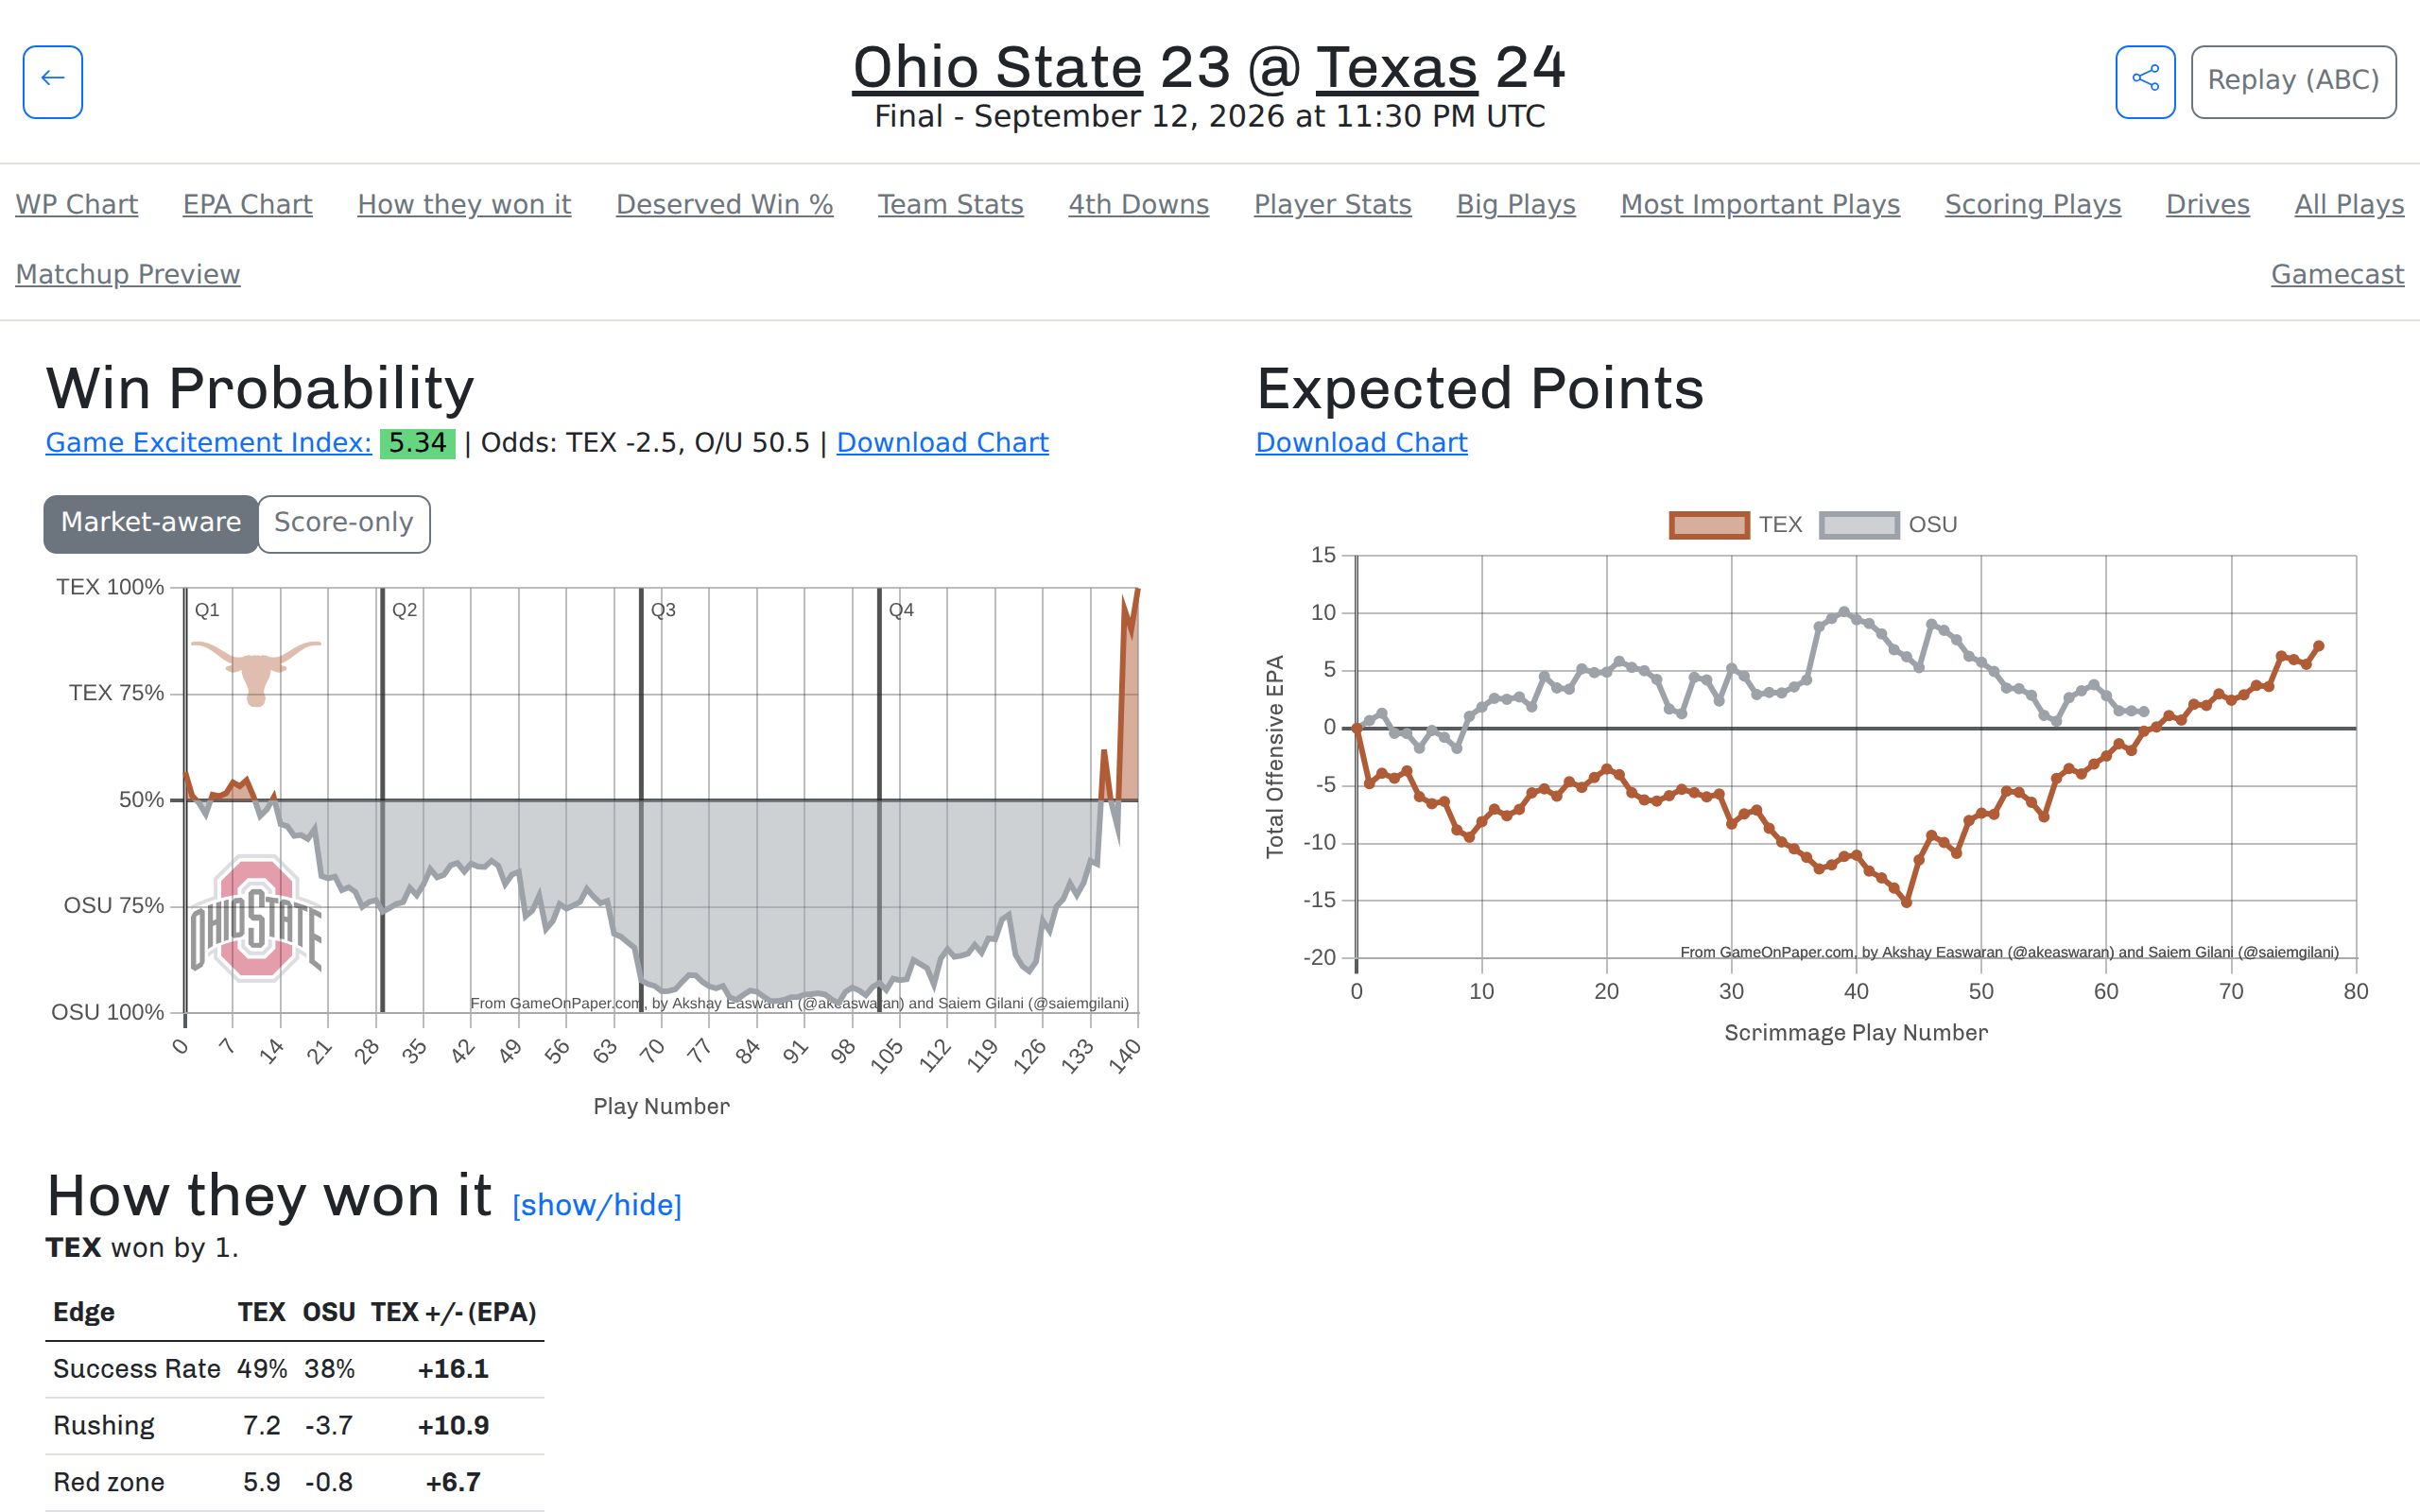 ←
Ohio State 23 @ Texas 24
Final - September 12, 2026 at 11:30 PM UTC
Replay (ABC)
WP Chart EPA Chart How they won it Deserved Win % Team Stats 4th Downs Player Stats Big Plays Most Important Plays Scoring Plays Drives All Plays
Matchup Preview Gamecast
Win Probability
Game Excitement Index: 5.34 | Odds: TEX -2.5, O/U 50.5 | Download Chart
Market-aware Score-only
TEX 100%
TEX 75%
50%
OSU 75%
OSU 100%
Q1 Q2 Q3 Q4
OHIO STATE
From GameOnPaper.com, by Akshay Easwaran (@akeaswaran) and Saiem Gilani (@saiemgilani)
0 7 14 21 28 35 42 49 56 63 70 77 84 91 98 105 112 119 126 133 140
Play Number
Expected Points
Download Chart
TEX OSU
Total Offensive EPA
15
10
5
0
-5
-10
-15
-20
From GameOnPaper.com, by Akshay Easwaran (@akeaswaran) and Saiem Gilani (@saiemgilani)
0 10 20 30 40 50 60 70 80
Scrimmage Play Number
How they won it [show/hide]
TEX won by 1.
Edge TEX OSU TEX +/- (EPA)
Success Rate 49% 38% +16.1
Rushing 7.2 -3.7 +10.9
Red zone 5.9 -0.8 +6.7